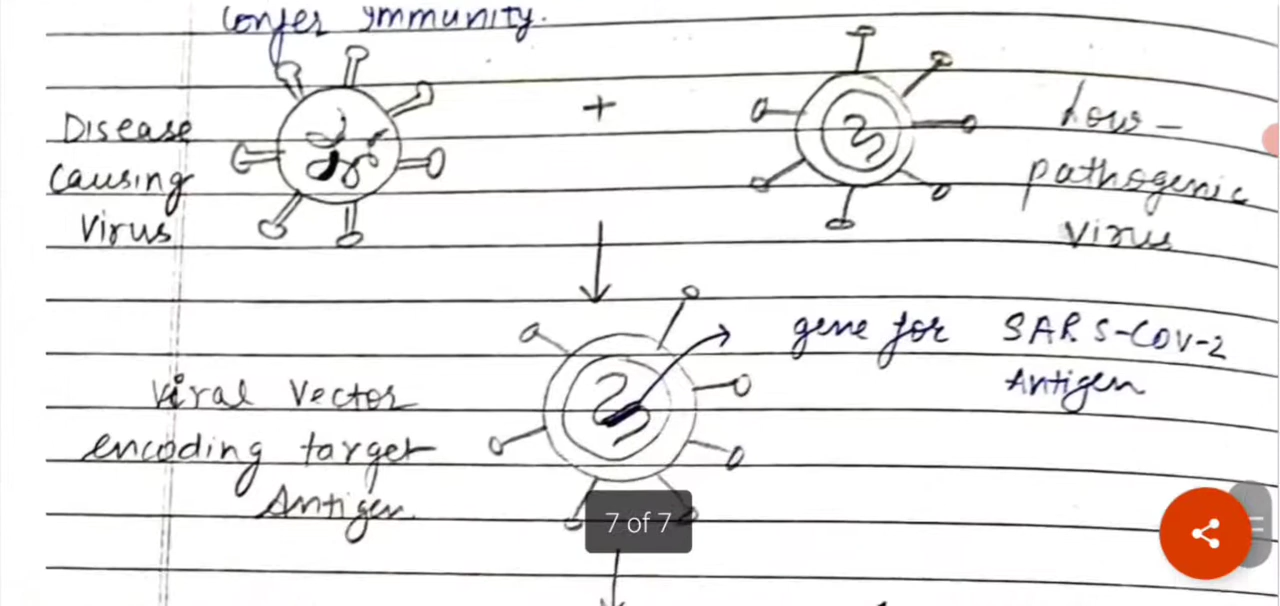 Confer immunity.
Disease
causing
Virus
+
Low-
pathogenic
virus
gene for SARS-COV-2
Antigen
Viral Vector
encoding target
Antigen
7 of 7